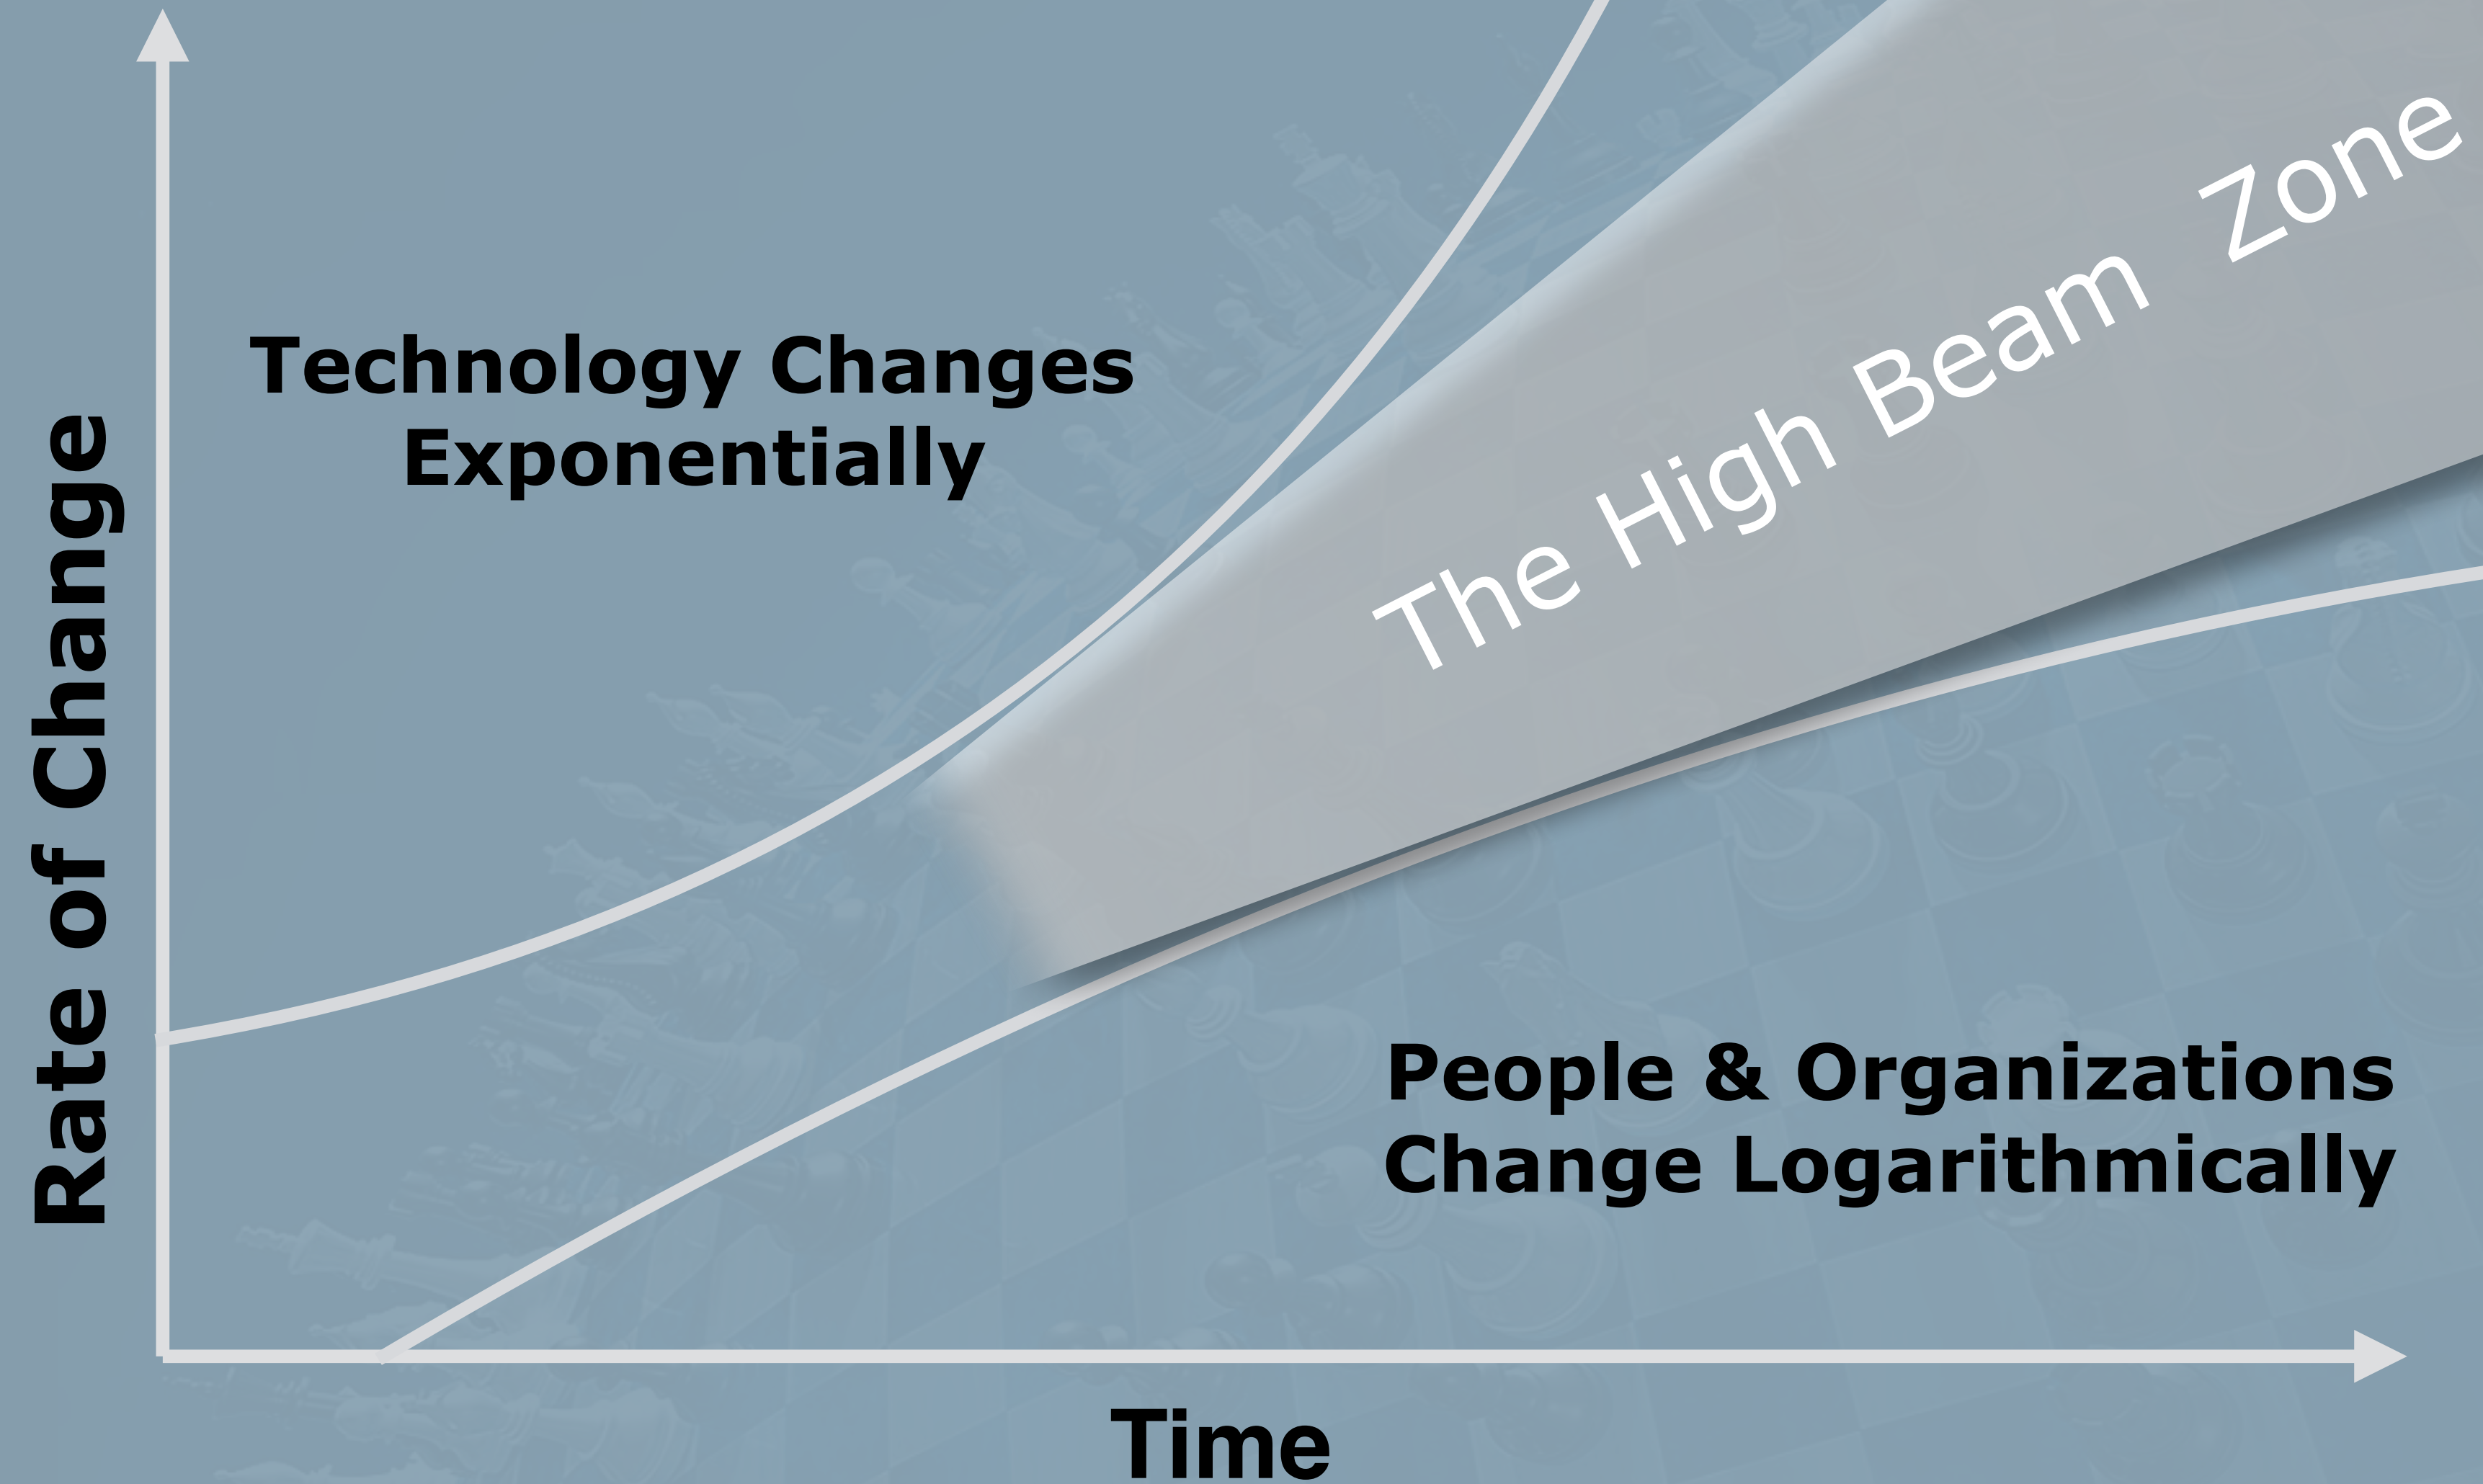 Technology Changes
Exponentially
The High Beam Zone
Rate of Change
People & Organizations
Change Logarithmically
Time